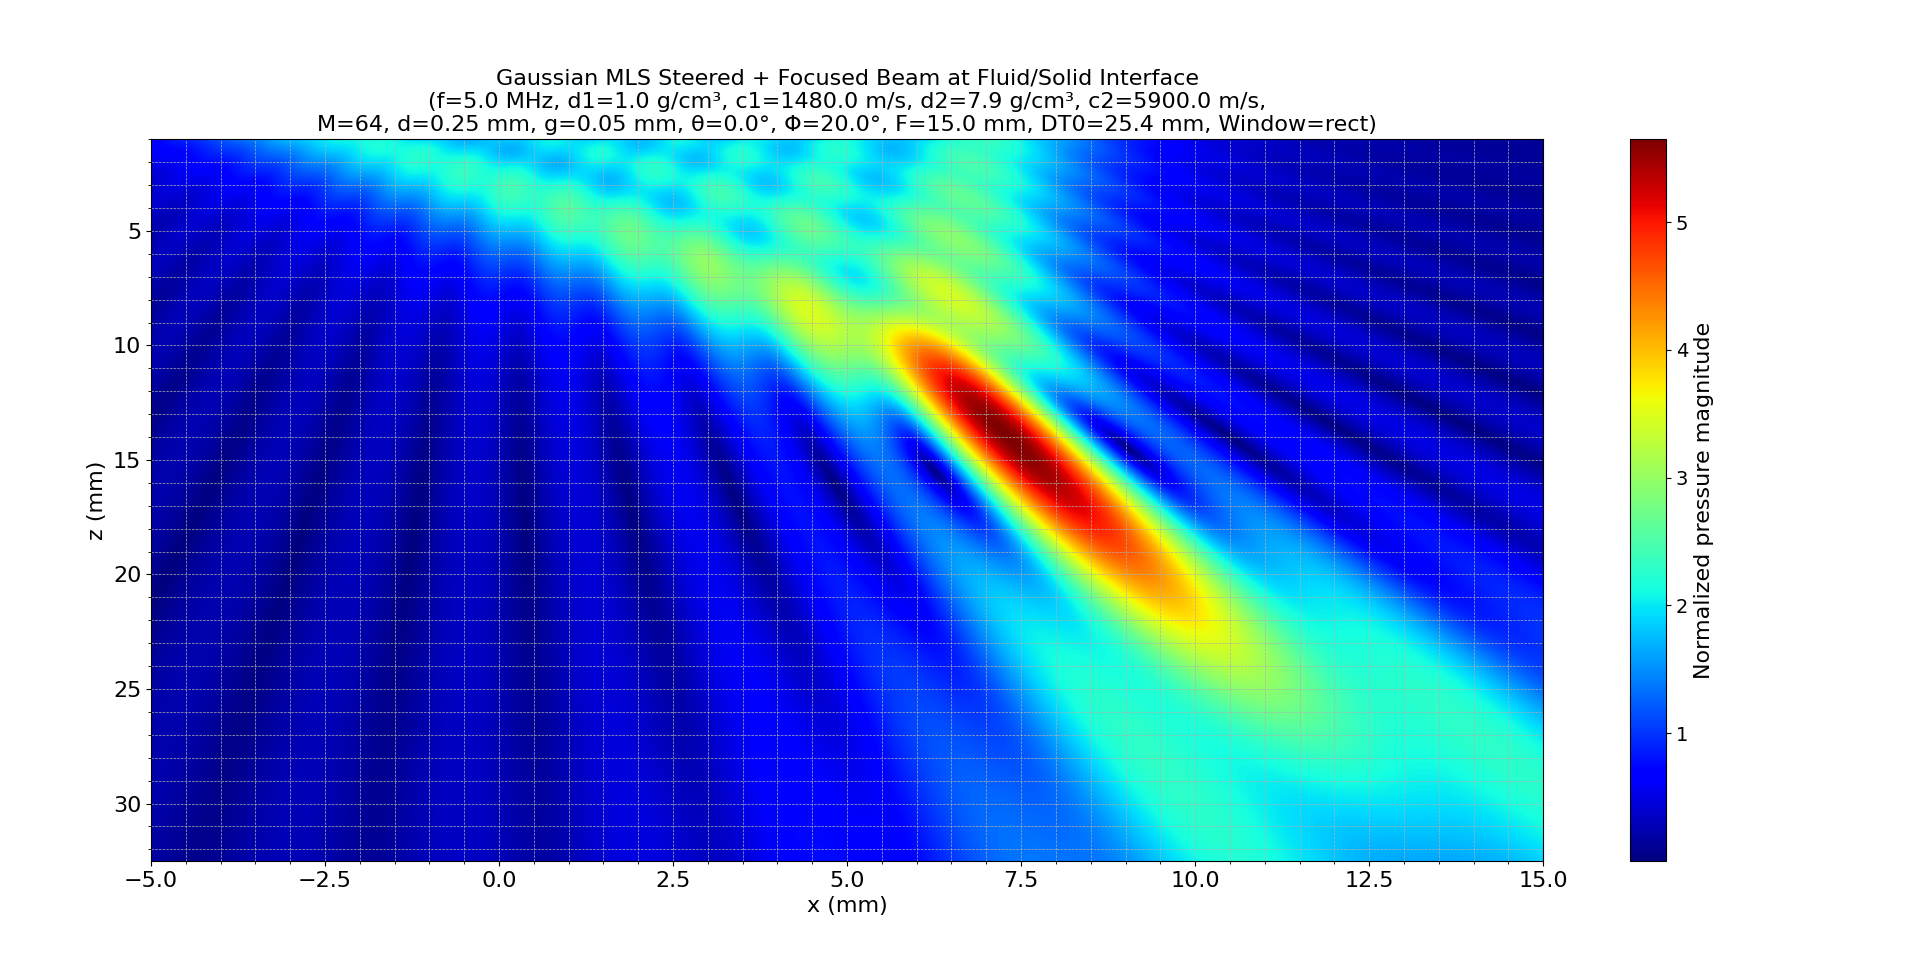 Gaussian MLS Steered + Focused Beam at Fluid/Solid Interface
(f=5.0 MHz, d1=1.0 g/cm³, c1=1480.0 m/s, d2=7.9 g/cm³, c2=5900.0 m/s,
M=64, d=0.25 mm, g=0.05 mm, θ=0.0°, Φ=20.0°, F=15.0 mm, DT0=25.4 mm, Window=rect)
z (mm)
5
10
15
20
25
30
−5.0 −2.5 0.0 2.5 5.0 7.5 10.0 12.5 15.0
x (mm)
5
4
3
2
1
Normalized pressure magnitude